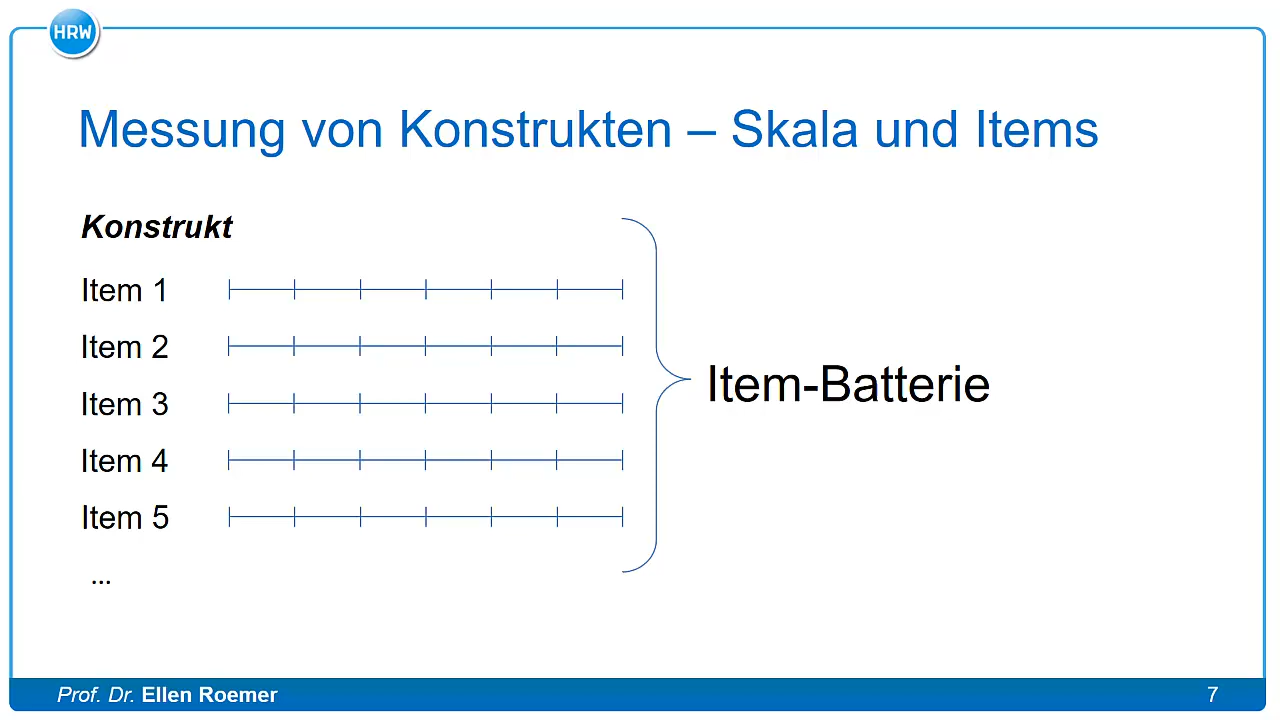 HRW
Messung von Konstrukten – Skala und Items
Konstrukt
Item 1
Item 2
Item 3
Item 4
Item 5
...
Item-Batterie
Prof. Dr. Ellen Roemer
7